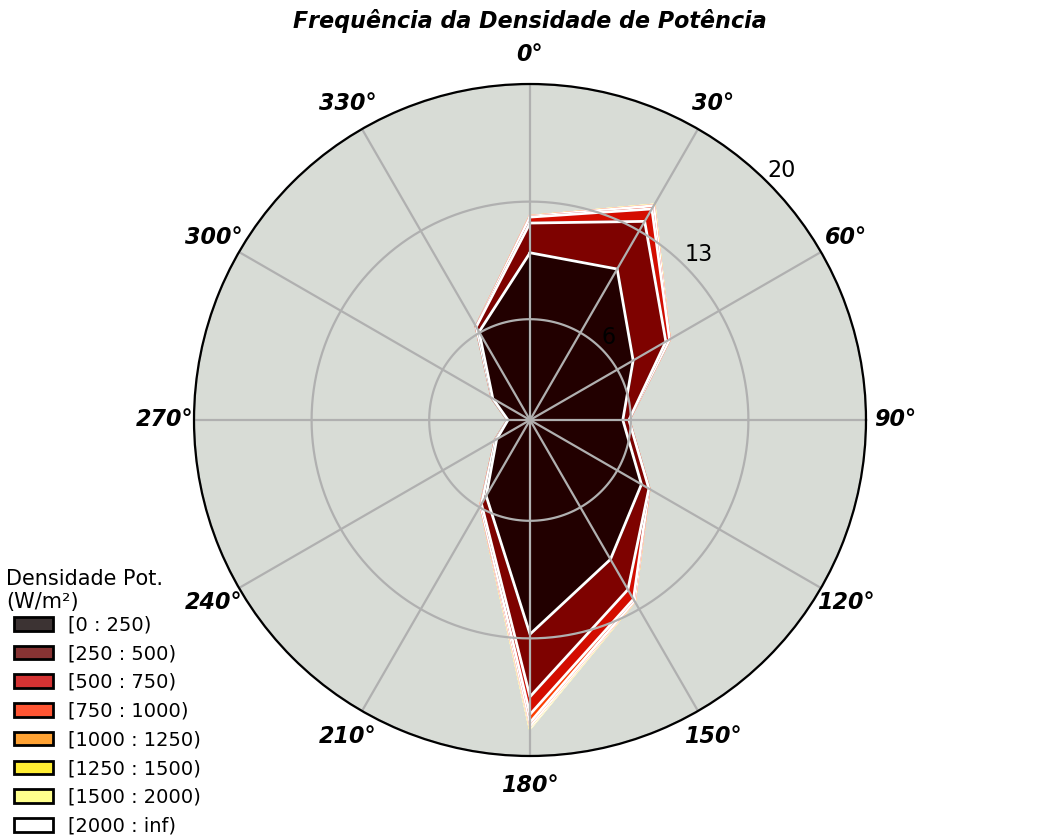 Frequência da Densidade de Potência
0°
330°
30°
20
300°
60°
13
6
270°
90°
240°
120°
210°
150°
180°
Densidade Pot.
(W/m²)
[0 : 250)
[250 : 500)
[500 : 750)
[750 : 1000)
[1000 : 1250)
[1250 : 1500)
[1500 : 2000)
[2000 : inf)